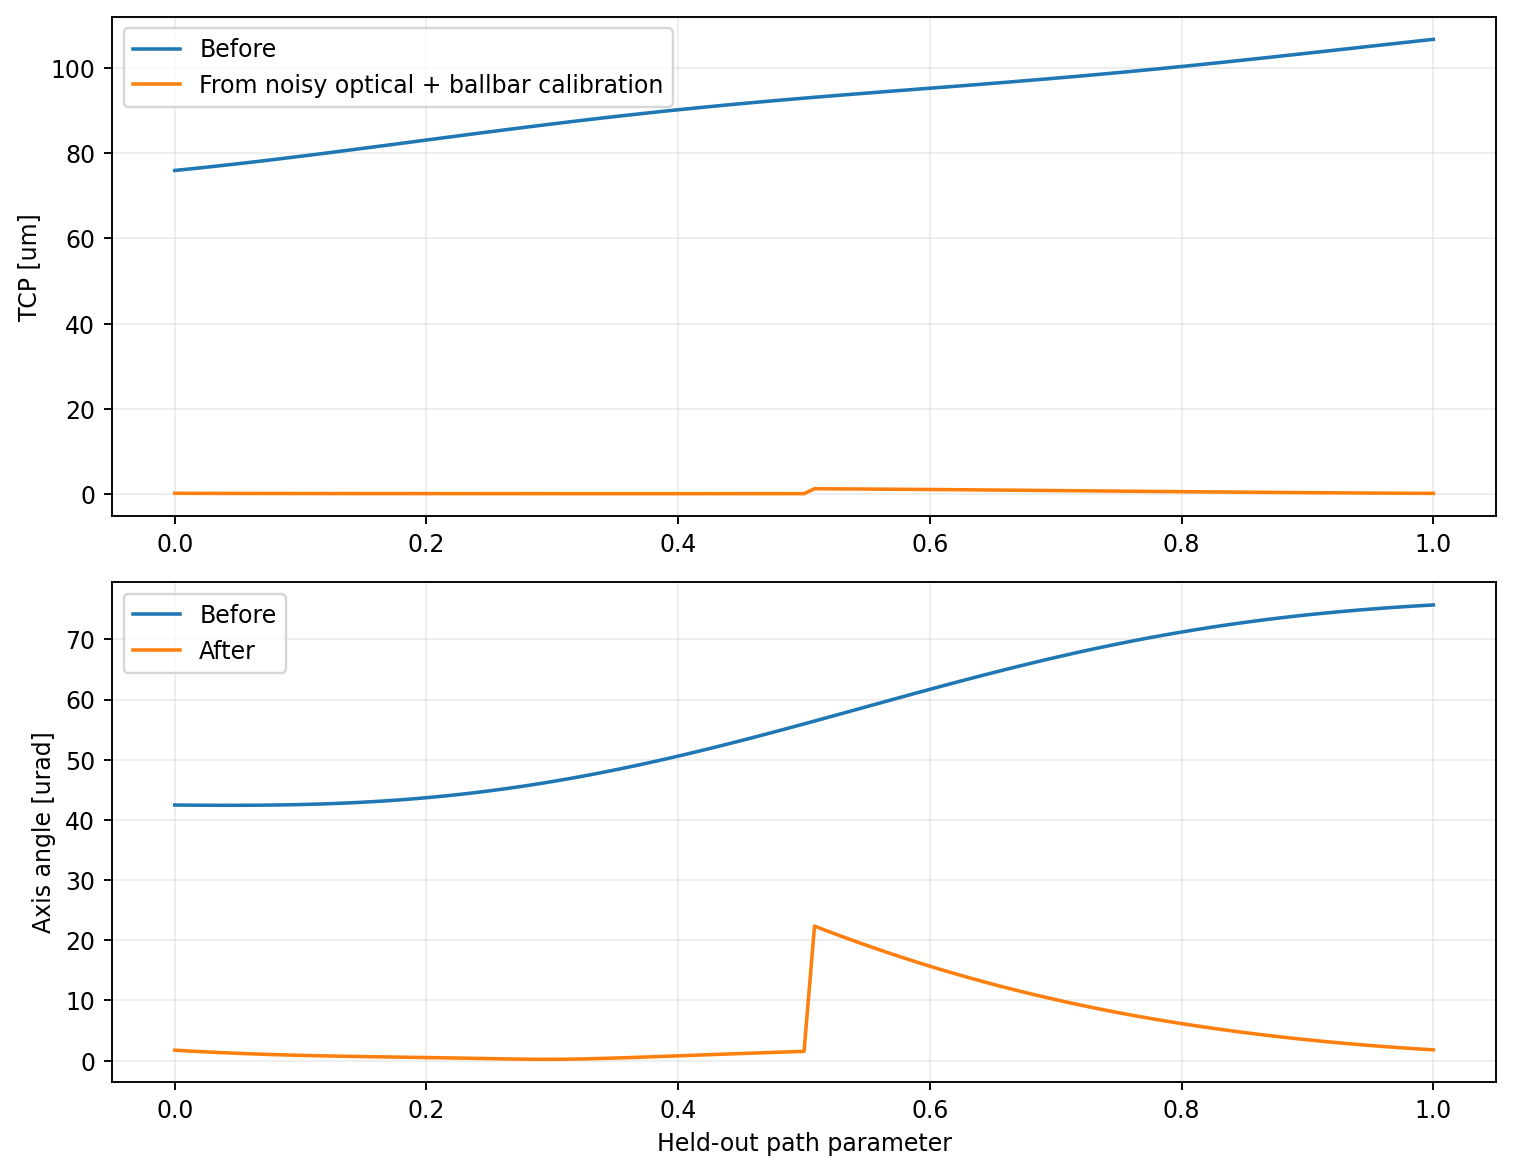 Before
From noisy optical + ballbar calibration
TCP [um]
100
80
60
40
20
0
0.0 0.2 0.4 0.6 0.8 1.0
Before
After
Axis angle [urad]
70
60
50
40
30
20
10
0
0.0 0.2 0.4 0.6 0.8 1.0
Held-out path parameter